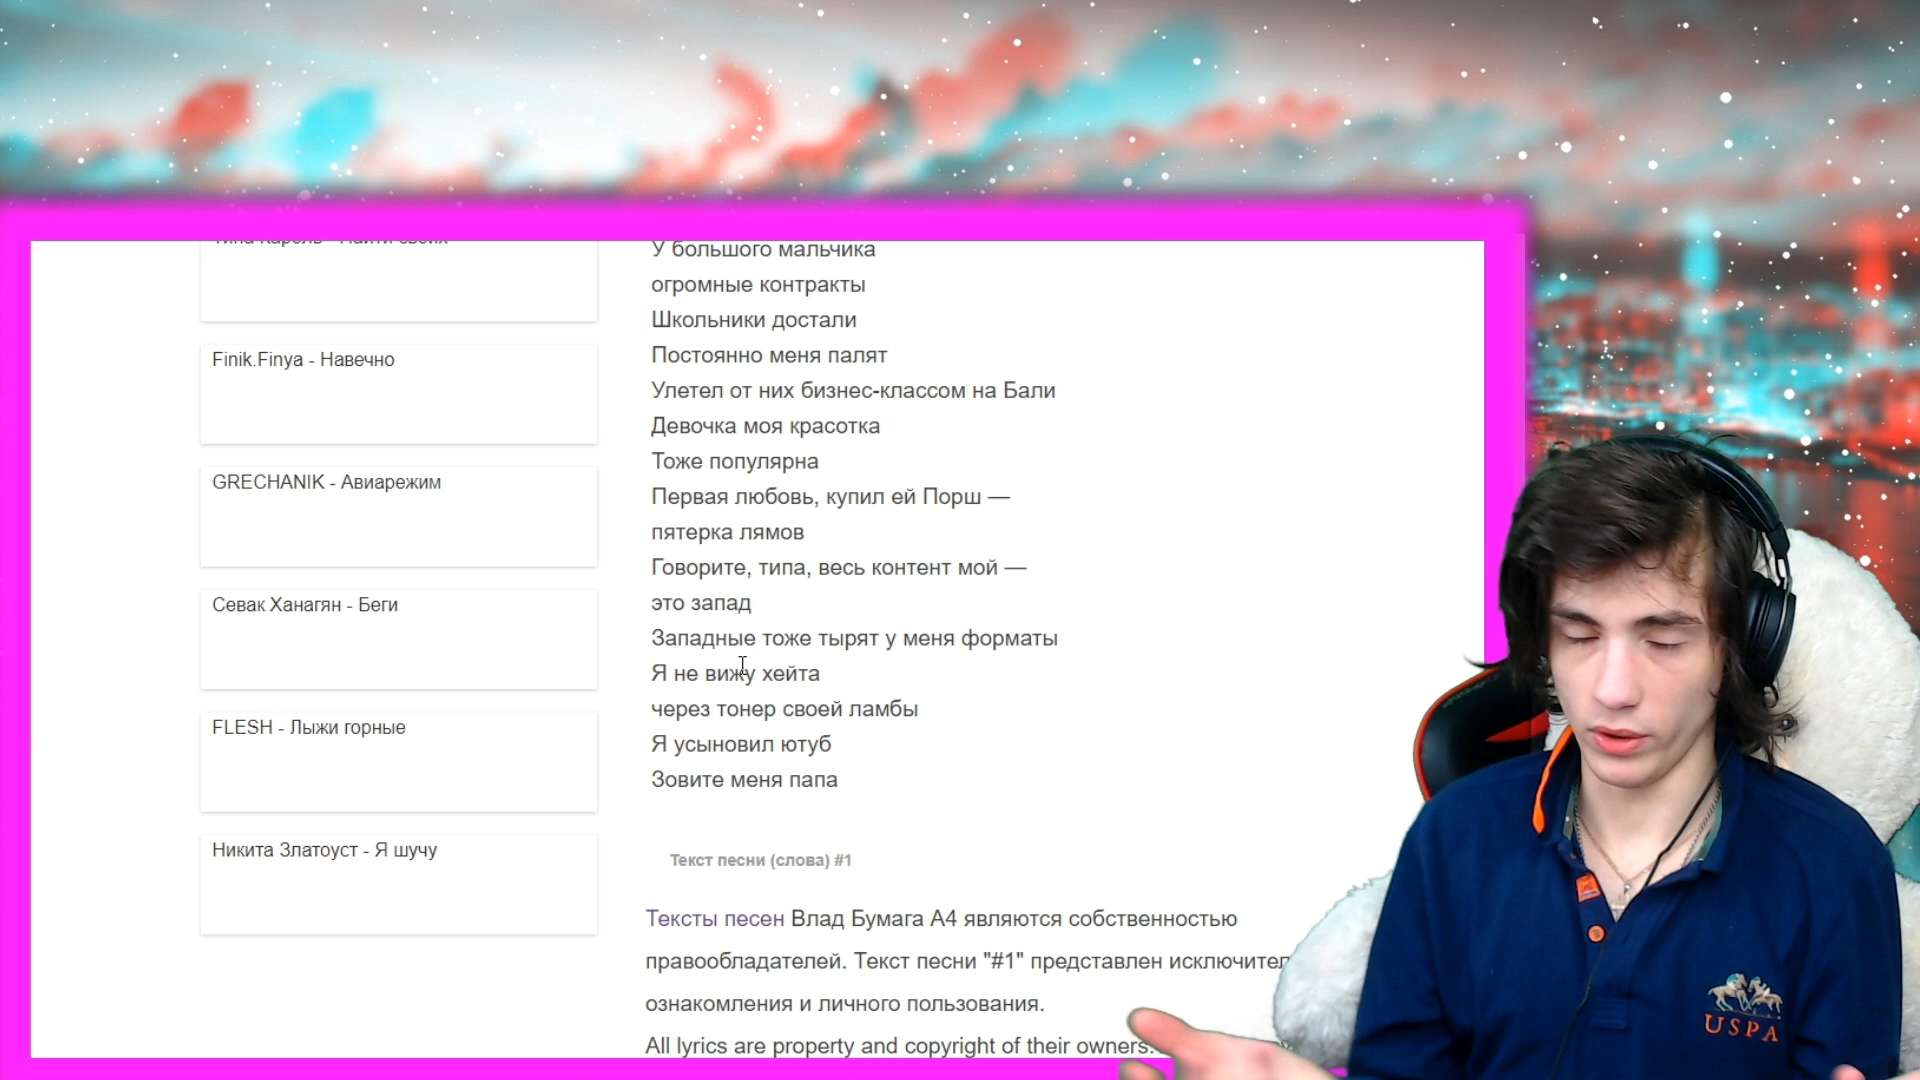 Finik.Finya - Навечно
GRECHANIK - Авиарежим
Севак Ханагян - Беги
FLESH - Лыжи горные
Никита Златоуст - Я шучу
У большого мальчика
огромные контракты
Школьники достали
Постоянно меня палят
Улетел от них бизнес-классом на Бали
Девочка моя красотка
Тоже популярна
Первая любовь, купил ей Порш —
пятерка лямов
Говорите, типа, весь контент мой —
это запад
Западные тоже тырят у меня форматы
Я не вижу хейта
через тонер своей ламбы
Я усыновил ютуб
Зовите меня папа
Текст песни (слова) #1
Тексты песен Влад Бумага А4 являются собственностью
правообладателей. Текст песни "#1" представлен
ознакомления и личного пользования.
All lyrics are property and copyright of their owners.
USPA